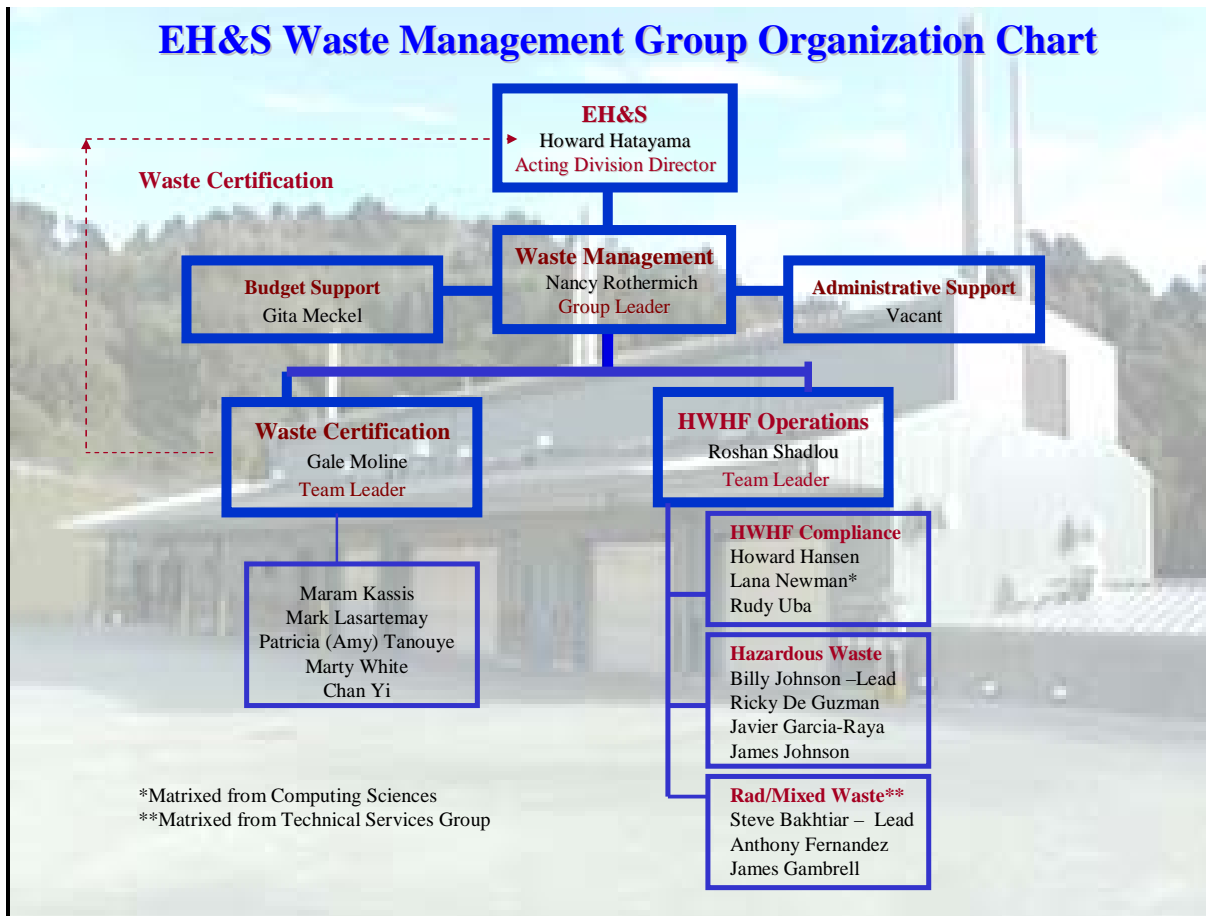 EH&S Waste Management Group Organization Chart
EH&S
Howard Hatayama
Acting Division Director
Waste Certification
Waste Management
Nancy Rothermich
Group Leader
Budget Support
Gita Meckel
Administrative Support
Vacant
Waste Certification
Gale Moline
Team Leader
HWHF Operations
Roshan Shadlou
Team Leader
Maram Kassis
Mark Lasartemay
Patricia (Amy) Tanouye
Marty White
Chan Yi
HWHF Compliance
Howard Hansen
Lana Newman*
Rudy Uba
Hazardous Waste
Billy Johnson –Lead
Ricky De Guzman
Javier Garcia-Raya
James Johnson
Rad/Mixed Waste**
Steve Bakhtiar – Lead
Anthony Fernandez
James Gambrell
*Matrixed from Computing Sciences
**Matrixed from Technical Services Group